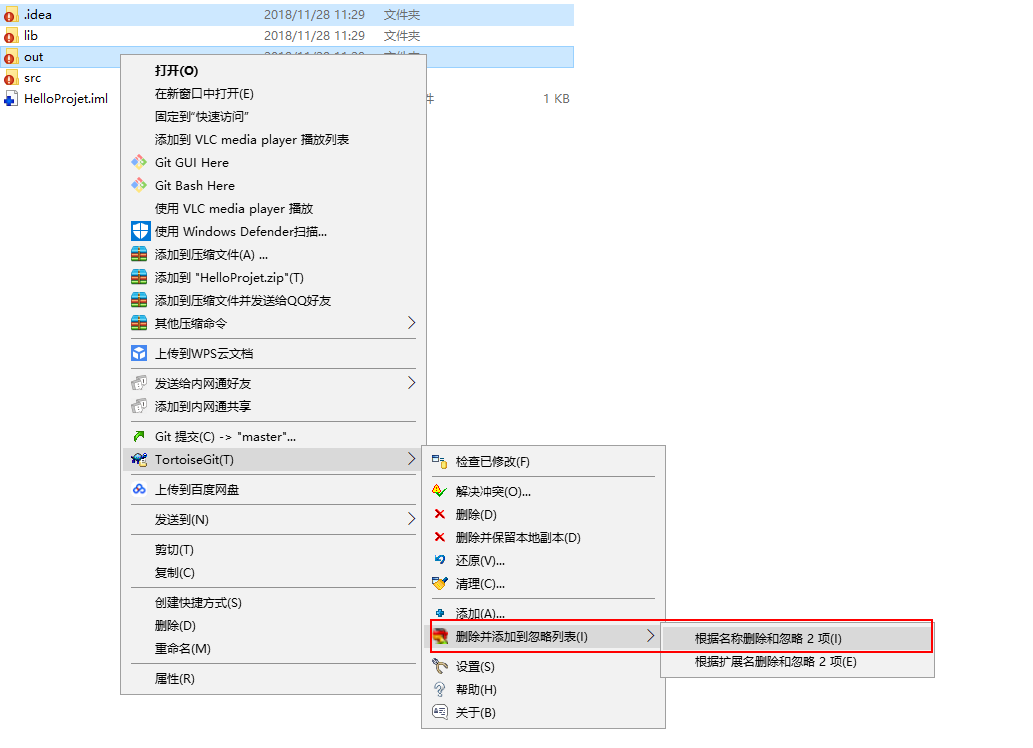 .idea 2018/11/28 11:29 文件夹
lib 2018/11/28 11:29 文件夹
out
src
HelloProjet.iml 件 1 KB
打开(O)
在新窗口中打开(E)
固定到"快速访问"
添加到 VLC media player 播放列表
Git GUI Here
Git Bash Here
使用 VLC media player 播放
使用 Windows Defender扫描...
添加到压缩文件(A) ...
添加到 "HelloProjet.zip"(T)
添加到压缩文件并发送给QQ好友
其他压缩命令
上传到WPS云文档
发送给内网通好友
添加到内网通共享
Git 提交(C) -> "master"...
TortoiseGit(T)
上传到百度网盘
发送到(N)
剪切(T)
复制(C)
创建快捷方式(S)
删除(D)
重命名(M)
属性(R)
检查已修改(F)
解决冲突(O)...
删除(D)
删除并保留本地副本(D)
还原(V)...
清理(C)...
添加(A)...
删除并添加到忽略列表(I)
设置(S)
帮助(H)
关于(B)
根据名称删除和忽略 2 项(I)
根据扩展名删除和忽略 2 项(E)